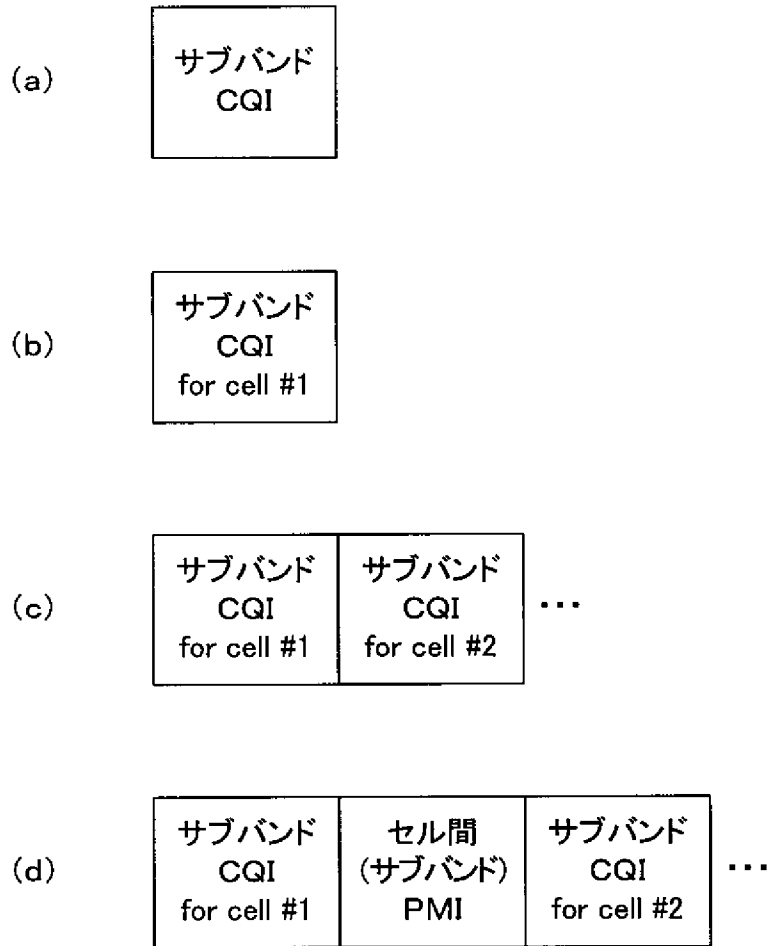 (a)
サブバンド
CQI
(b)
サブバンド
CQI
for cell #1
(c)
サブバンド
CQI
for cell #1
サブバンド
CQI
for cell #2
…
(d)
サブバンド
CQI
for cell #1
セル間
(サブバンド)
PMI
サブバンド
CQI
for cell #2
…